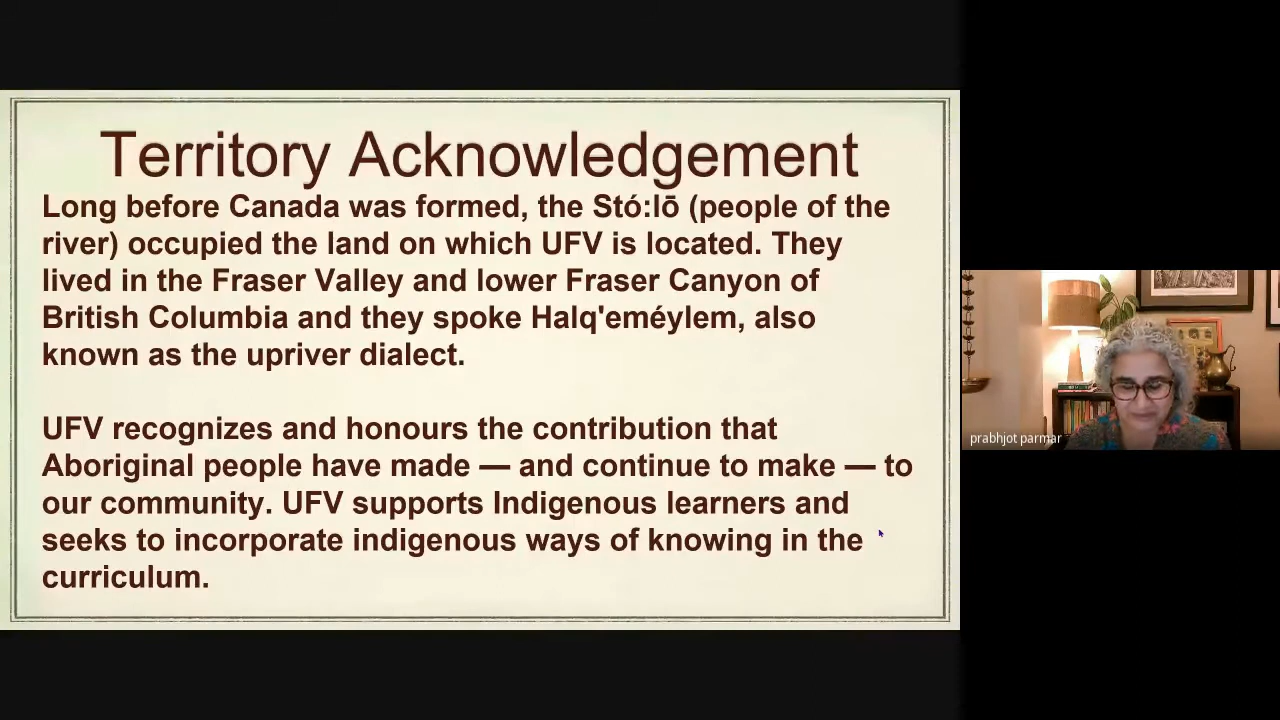 Territory Acknowledgement
Long before Canada was formed, the Stó:lō (people of the
river) occupied the land on which UFV is located. They
lived in the Fraser Valley and lower Fraser Canyon of
British Columbia and they spoke Halq'eméylem, also
known as the upriver dialect.
UFV recognizes and honours the contribution that
Aboriginal people have made — and continue to make — to
our community. UFV supports Indigenous learners and
seeks to incorporate indigenous ways of knowing in the
curriculum.
prabhjot parmar